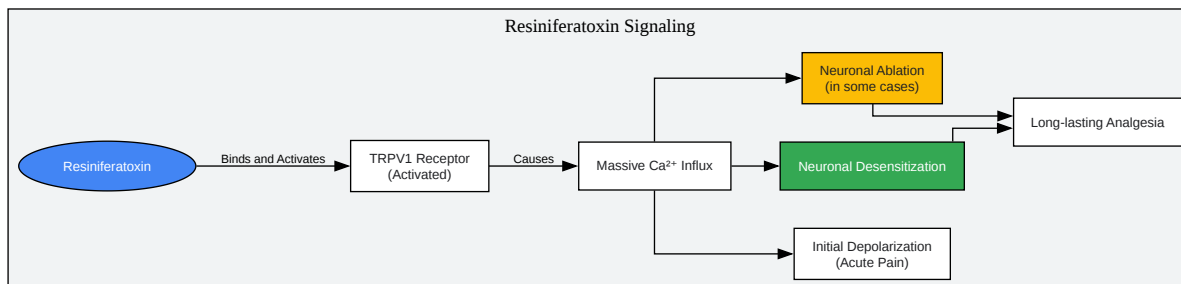 Resiniferatoxin Signaling
Resiniferatoxin
Binds and Activates
TRPV1 Receptor
(Activated)
Causes
Massive Ca²⁺ Influx
Neuronal Ablation
(in some cases)
Neuronal Desensitization
Initial Depolarization
(Acute Pain)
Long-lasting Analgesia